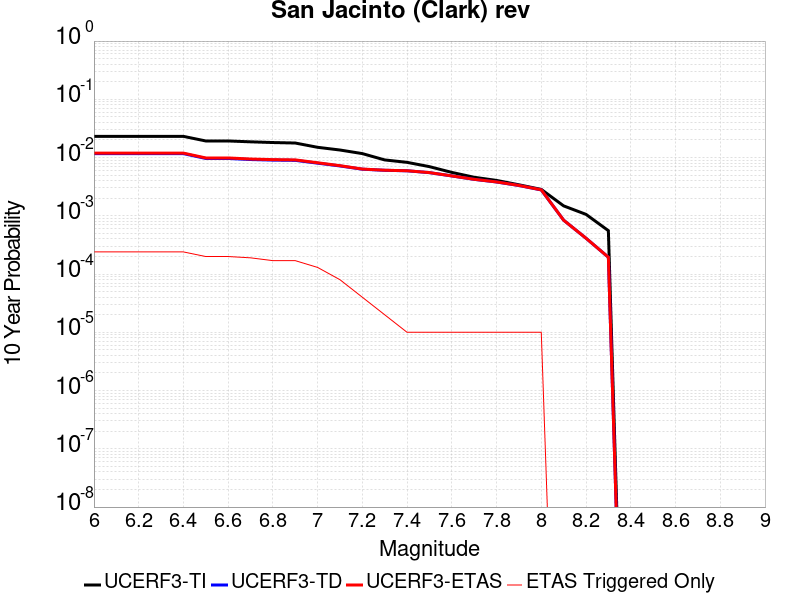 San Jacinto (Clark) rev
10 0
10 -1
10 -2
10 -3
10 -4
10 -5
10 -6
10 -7
10 -8
10 Year Probability
6 6.2 6.4 6.6 6.8 7 7.2 7.4 7.6 7.8 8 8.2 8.4 8.6 8.8 9
Magnitude
UCERF3-TI UCERF3-TD UCERF3-ETAS ETAS Triggered Only